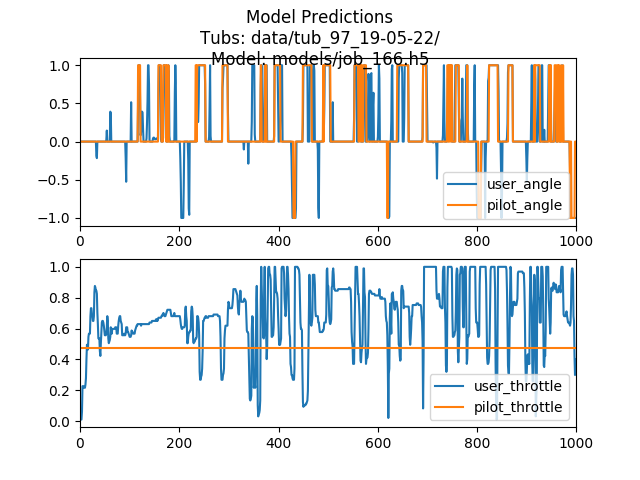 Model Predictions
Tubs: data/tub_97_19-05-22/
Model: models/job_166.h5
1.0
0.5
0.0
−0.5
−1.0
user_angle
pilot_angle
0 200 400 600 800 1000
1.0
0.8
0.6
0.4
0.2
0.0
user_throttle
pilot_throttle
0 200 400 600 800 1000